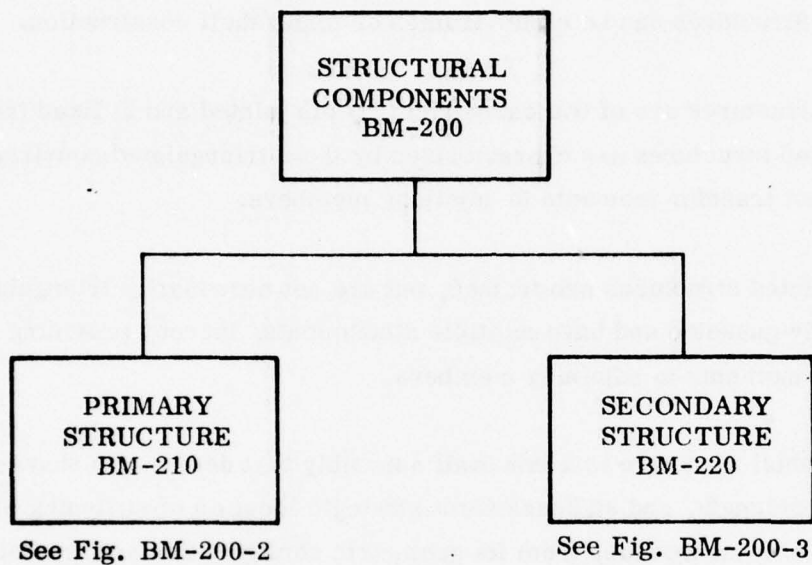 STRUCTURAL
COMPONENTS
BM-200
PRIMARY
STRUCTURE
BM-210
SECONDARY
STRUCTURE
BM-220
See Fig. BM-200-2
See Fig. BM-200-3